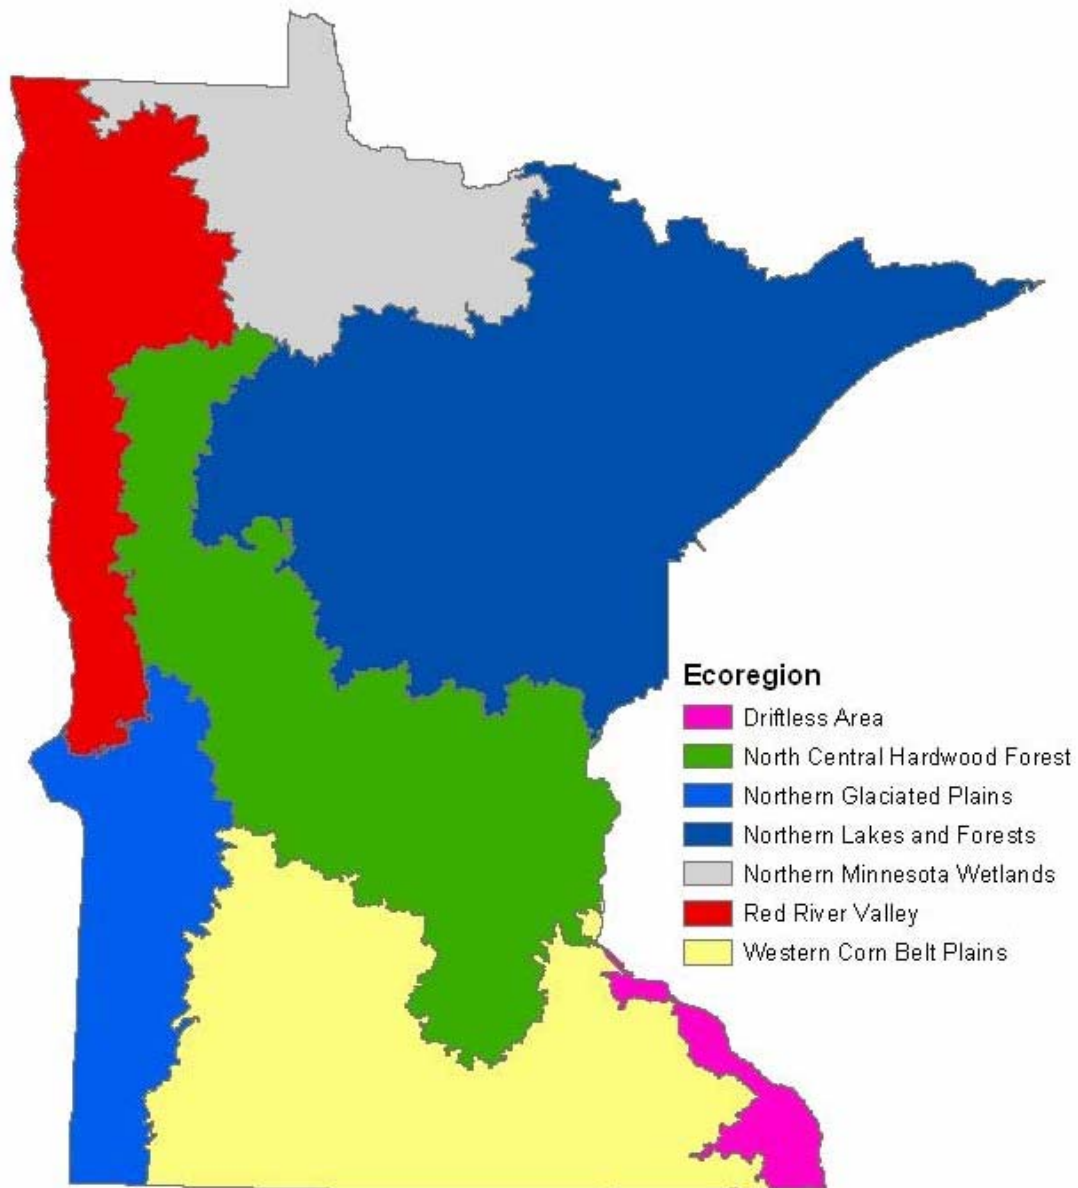 Ecoregion
Driftless Area
North Central Hardwood Forest
Northern Glaciated Plains
Northern Lakes and Forests
Northern Minnesota Wetlands
Red River Valley
Western Corn Belt Plains